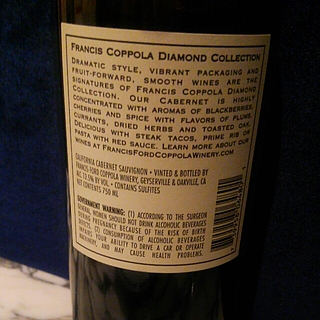 Francis Coppola Diamond Collection
Dramatic style, vibrant packaging and
fruit-forward, smooth wines are the
signatures of Francis Coppola Diamond
Collection. Our Cabernet is highly
concentrated with aromas of blackberries,
cherries and spice with flavors of plums,
currants, dried herbs and toasted oak.
Delicious with steak tacos, prime rib or
pasta with red sauce. Learn more about our
wines at FrancisFordCoppolaWinery.com
CALIFORNIA CABERNET SAUVIGNON • VINTED & BOTTLED BY
FRANCIS FORD COPPOLA WINERY, GEYSERVILLE & OAKVILLE, CA
ALC 13.5% BY VOL • CONTAINS SULFITES
NET CONTENTS 750 ML
GOVERNMENT WARNING: (1) ACCORDING TO THE SURGEON
GENERAL, WOMEN SHOULD NOT DRINK ALCOHOLIC BEVERAGES
DURING PREGNANCY BECAUSE OF THE RISK OF BIRTH
DEFECTS. (2) CONSUMPTION OF ALCOHOLIC BEVERAGES
IMPAIRS YOUR ABILITY TO DRIVE A CAR OR OPERATE
MACHINERY, AND MAY CAUSE HEALTH PROBLEMS.